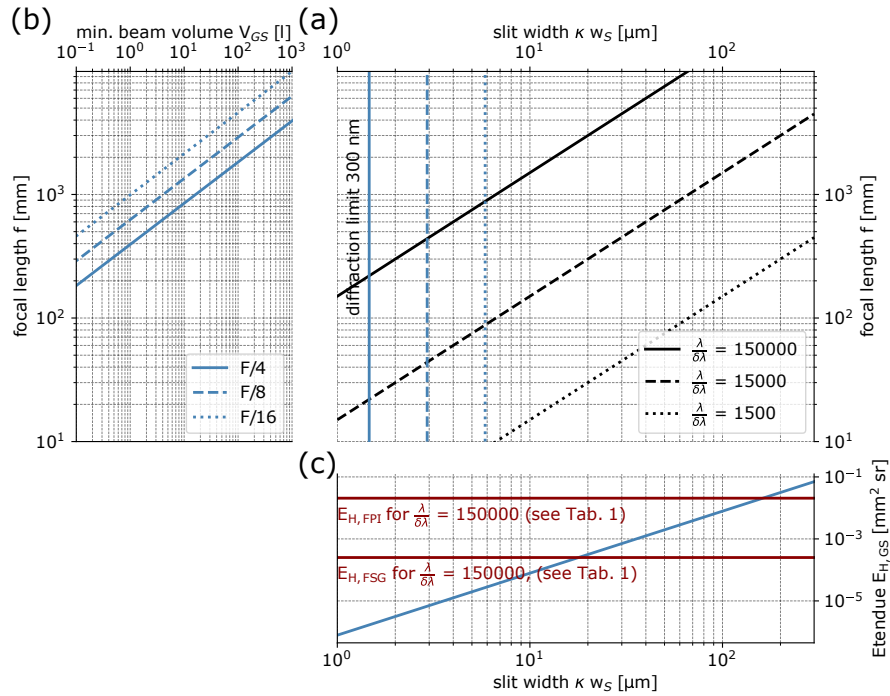 (b)
min. beam volume V_GS [l]
10^-1 10^0 10^1 10^2 10^3
focal length f [mm]
10^3
10^2
10^1
F/4
F/8
F/16
(a)
slit width κ w_S [μm]
10^0 10^1 10^2
diffraction limit 300 nm
focal length f [mm]
10^3
10^2
10^1
λ/δλ = 150000
λ/δλ = 15000
λ/δλ = 1500
(c)
E_H,FPI for λ/δλ = 150000 (see Tab. 1)
E_H,FSG for λ/δλ = 150000, (see Tab. 1)
Etendue E_H,GS [mm² sr]
10^-1
10^-3
10^-5
10^0 10^1 10^2
slit width κ w_S [μm]